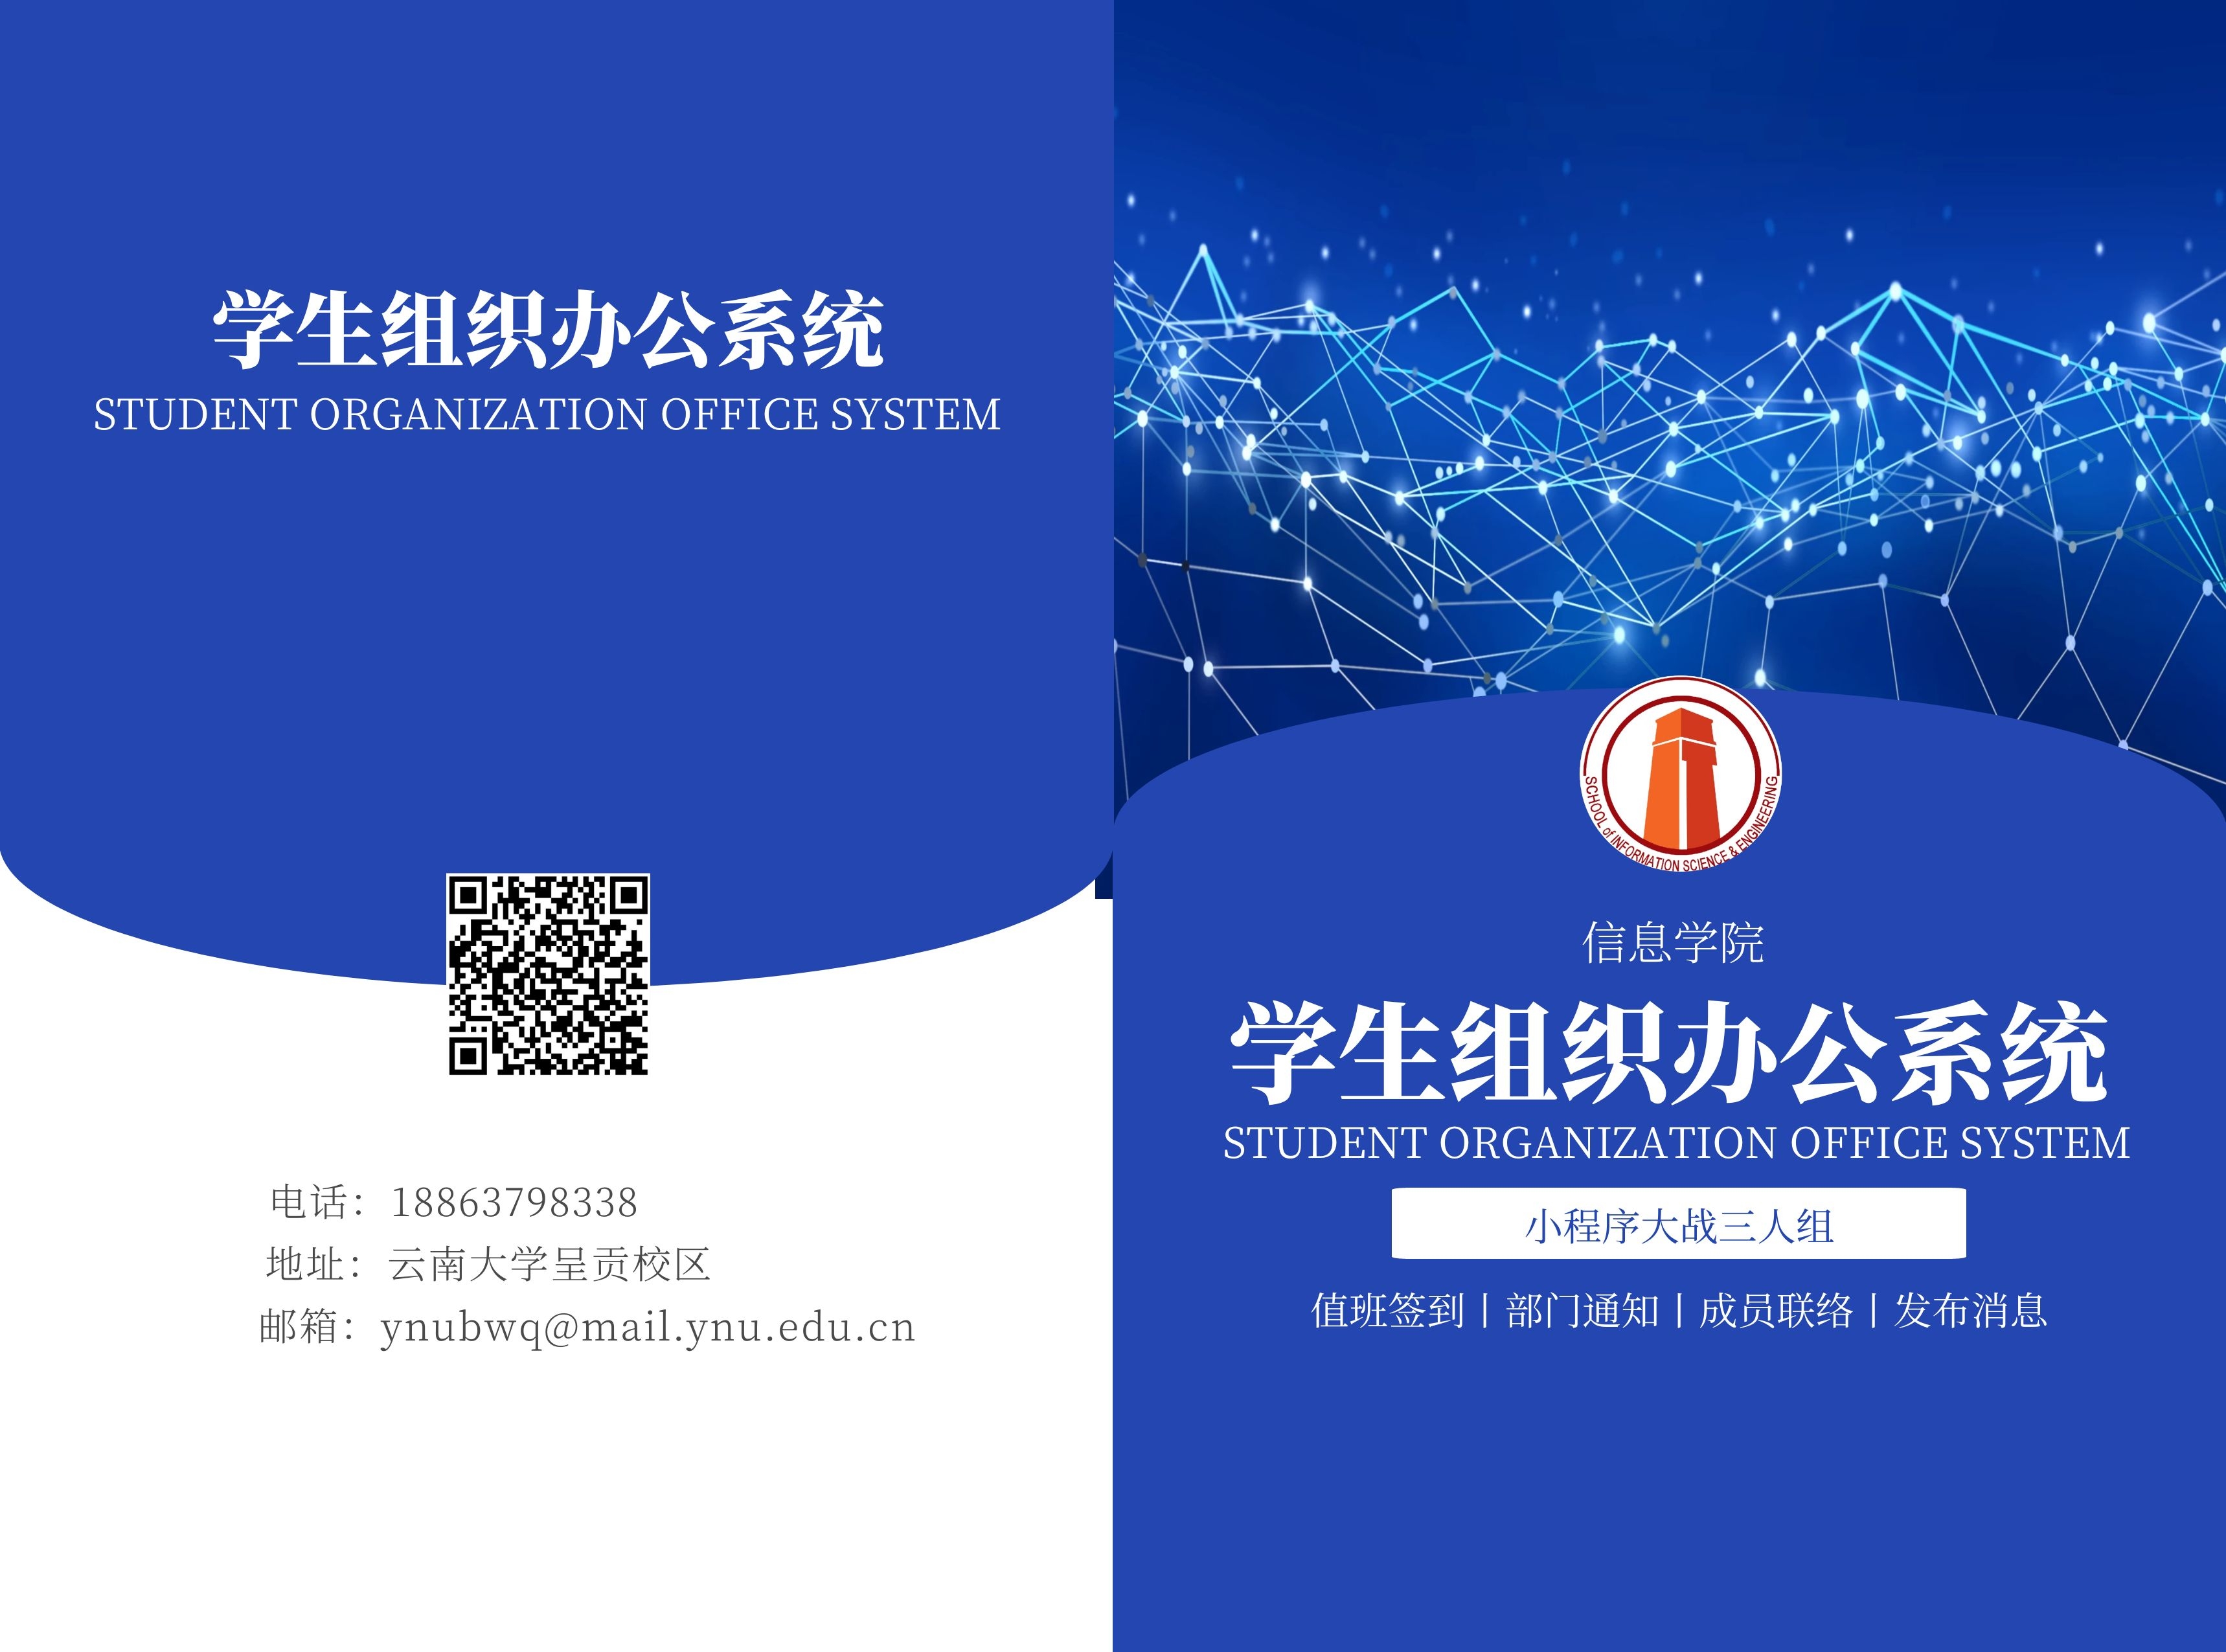 学生组织办公系统
STUDENT ORGANIZATION OFFICE SYSTEM
电话：18863798338
地址：云南大学呈贡校区
邮箱：ynubwq@mail.ynu.edu.cn
SCHOOL of INFORMATION SCIENCE & ENGINEERING
信息学院
学生组织办公系统
STUDENT ORGANIZATION OFFICE SYSTEM
小程序大战三人组
值班签到丨部门通知丨成员联络丨发布消息